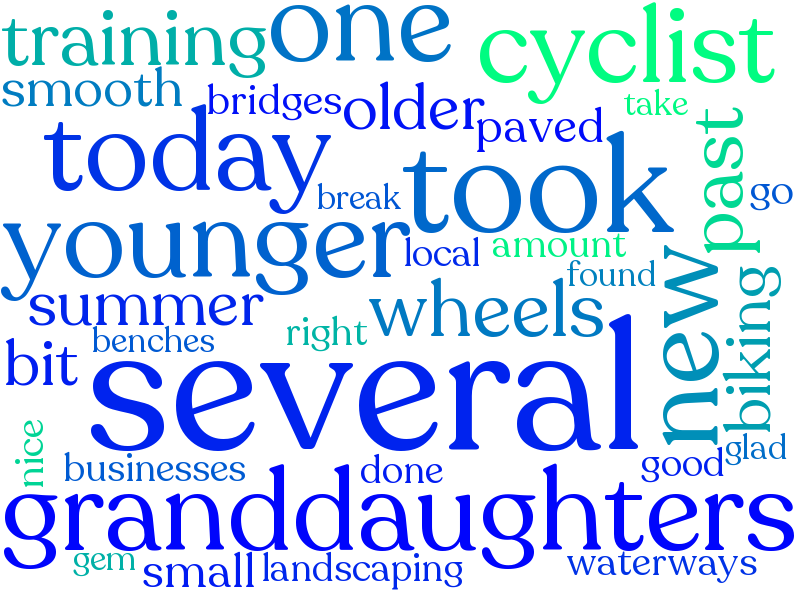 training
one
cyclist
smooth
bridges
older
take
today
paved
past
took
break
go
younger
local
amount
new
summer
wheels
found
biking
bit
benches
right
several
nice
businesses
done
good
glad
granddaughters
gem
small
landscaping
waterways